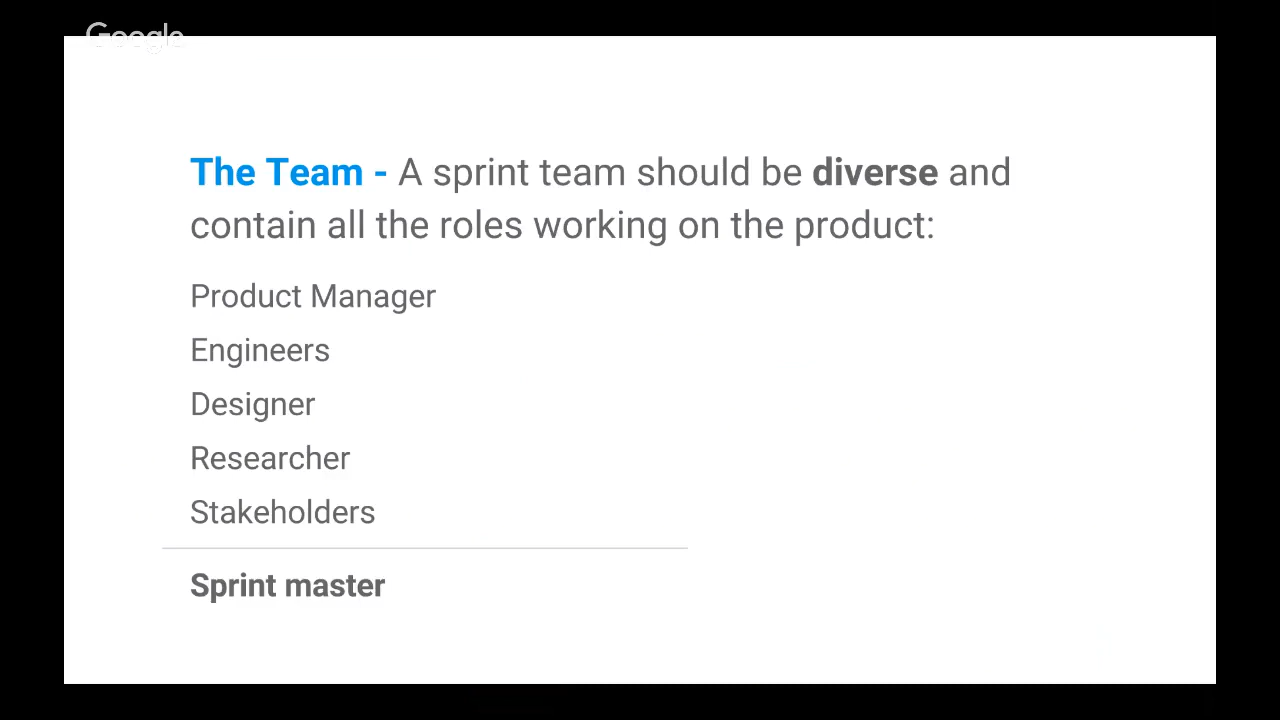 Google
The Team - A sprint team should be diverse and
contain all the roles working on the product:
Product Manager
Engineers
Designer
Researcher
Stakeholders
Sprint master